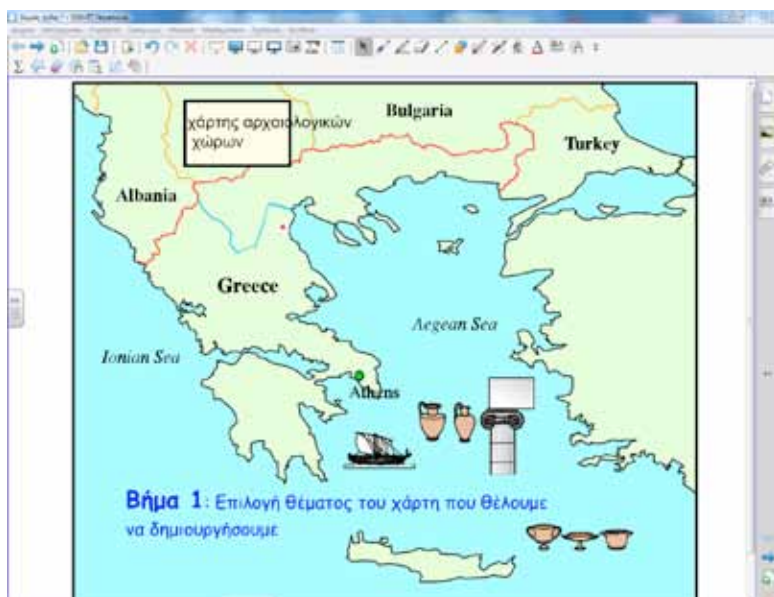 χάρτης αρχαιολογικών
χώρων
Bulgaria
Turkey
Albania
Greece
Aegean Sea
Ionian Sea
Athens
Βήμα 1: Επιλογή θέματος του χάρτη που θέλουμε
να δημιουργήσουμε